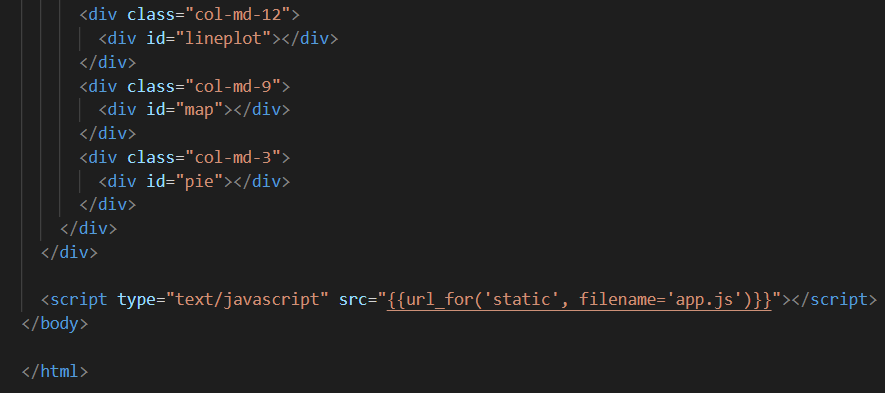 <div class="col-md-12">
<div id="lineplot"></div>
</div>
<div class="col-md-9">
<div id="map"></div>
</div>
<div class="col-md-3">
<div id="pie"></div>
</div>
</div>
</div>
<script type="text/javascript" src="{{url_for('static', filename='app.js')}}"></script>
</body>
</html>